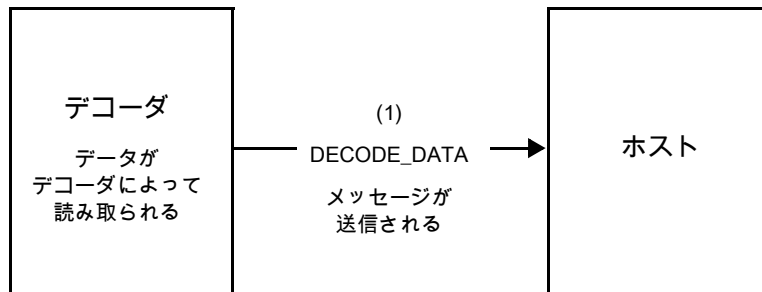 デコーダ
データが
デコーダによって
読み取られる
(1)
DECODE_DATA
メッセージが
送信される
ホスト